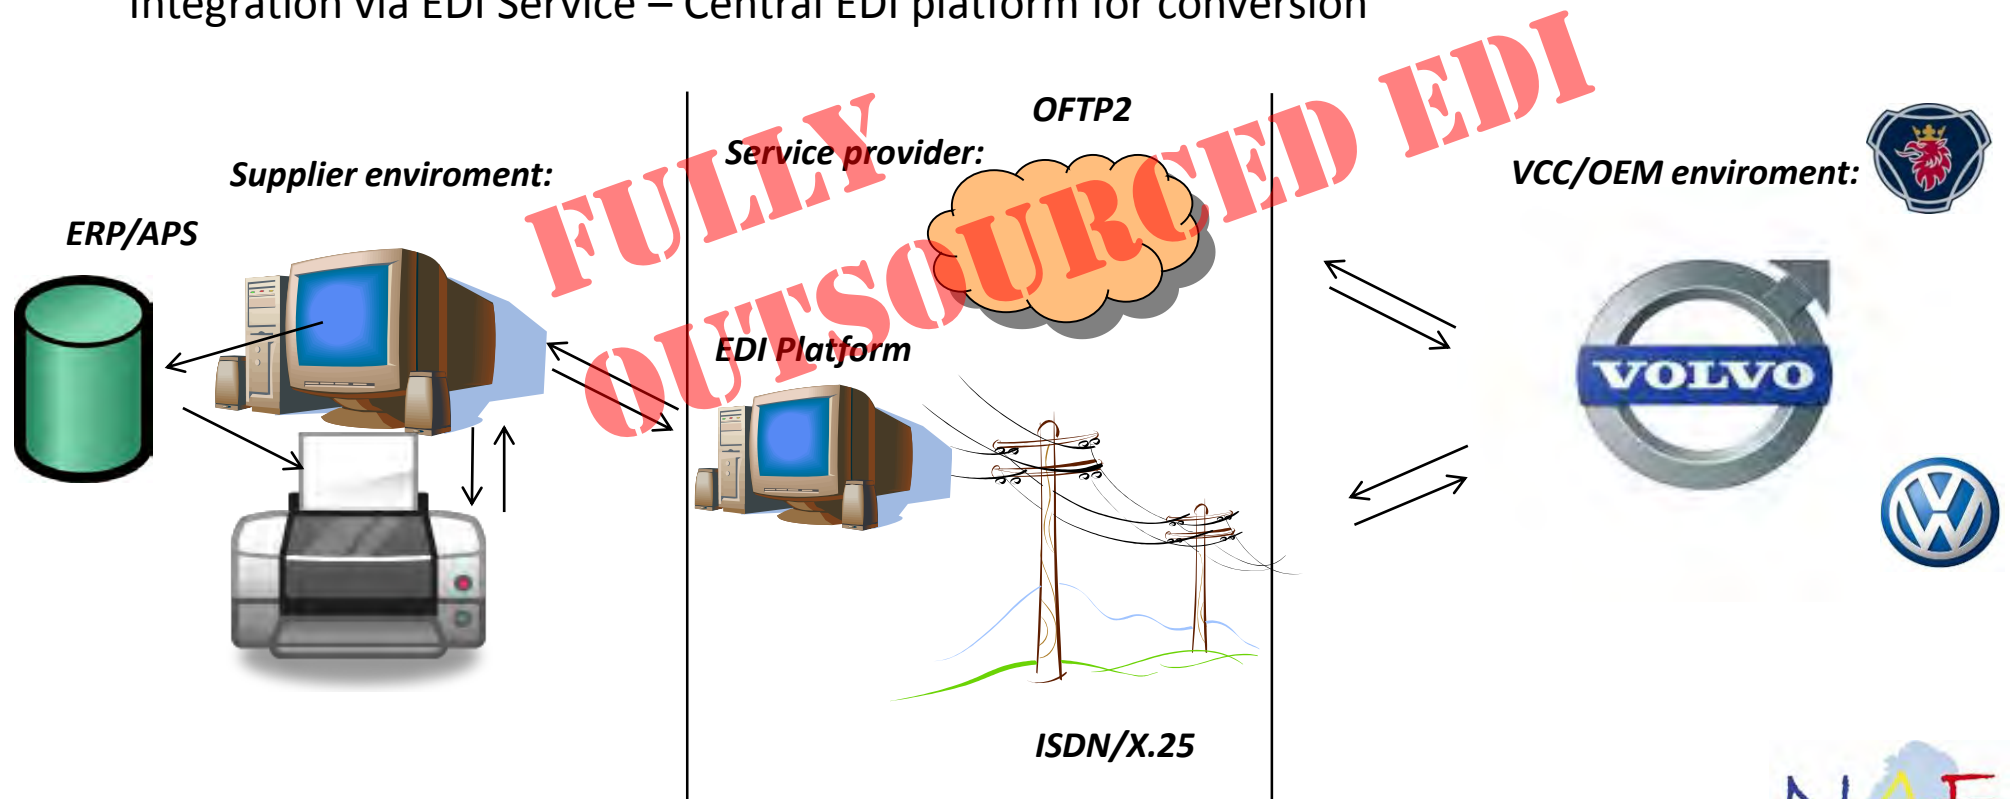 Integration via EDI Service – Central EDI platform for conversion
FULLY
OUTSOURCED EDI
OFTP2
Service provider:
Supplier enviroment:
VCC/OEM enviroment:
ERP/APS
EDI Platform
VOLVO
ISDN/X.25